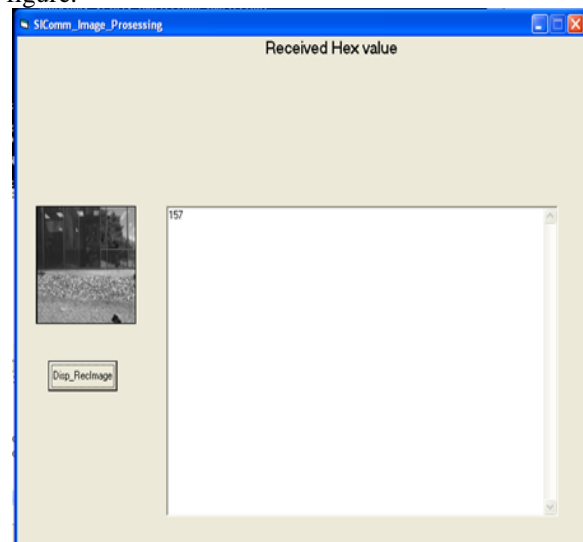 figure.
SIComm_Image_Prosessing
Received Hex value
157
Disp_RecImage